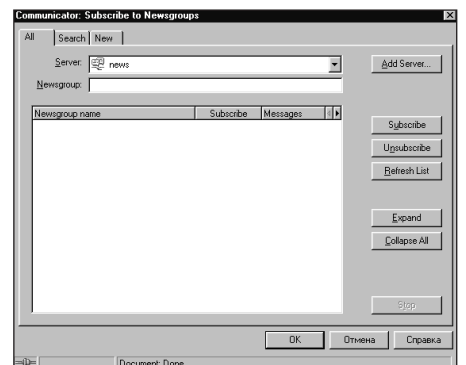 Communicator: Subscribe to Newsgroups
All Search New
Server: news Add Server...
Newsgroup:
Newsgroup name Subscribe Messages
Subscribe
Unsubscribe
Refresh List
Expand
Collapse All
Stop
OK Отмена Справка
Document: Done